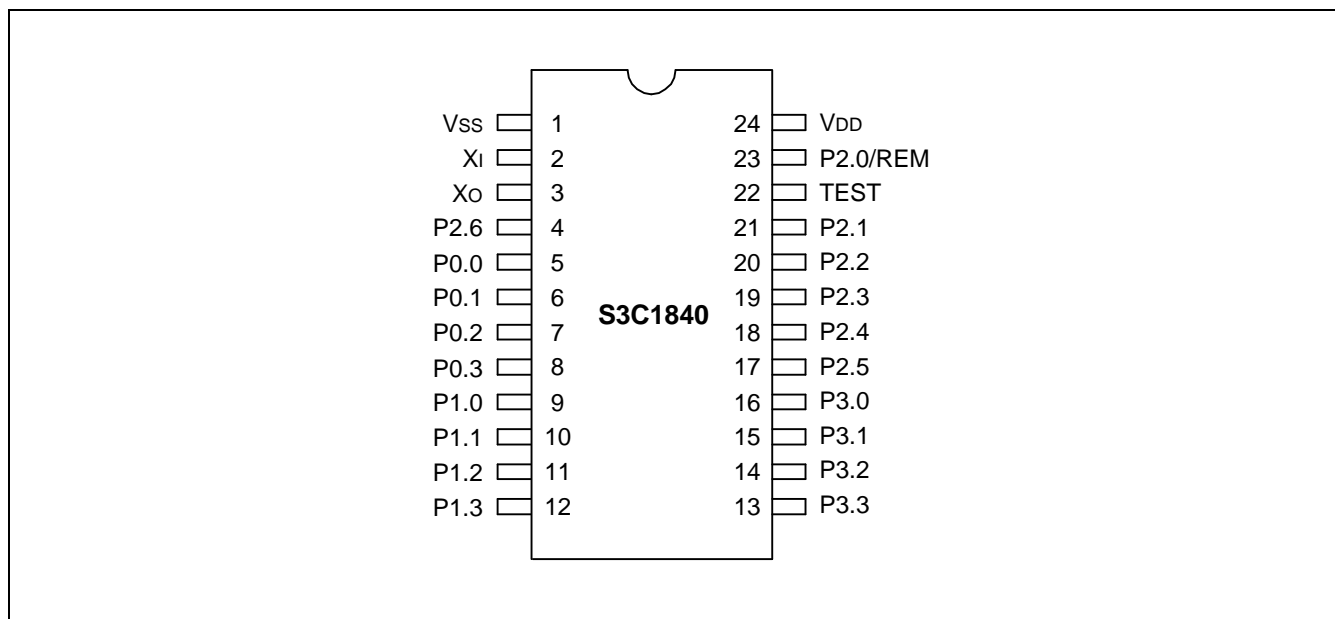 VSS 1 24 VDD
XI 2 23 P2.0/REM
XO 3 22 TEST
P2.6 4 21 P2.1
P0.0 5 20 P2.2
P0.1 6 19 P2.3
S3C1840
P0.2 7 18 P2.4
P0.3 8 17 P2.5
P1.0 9 16 P3.0
P1.1 10 15 P3.1
P1.2 11 14 P3.2
P1.3 12 13 P3.3